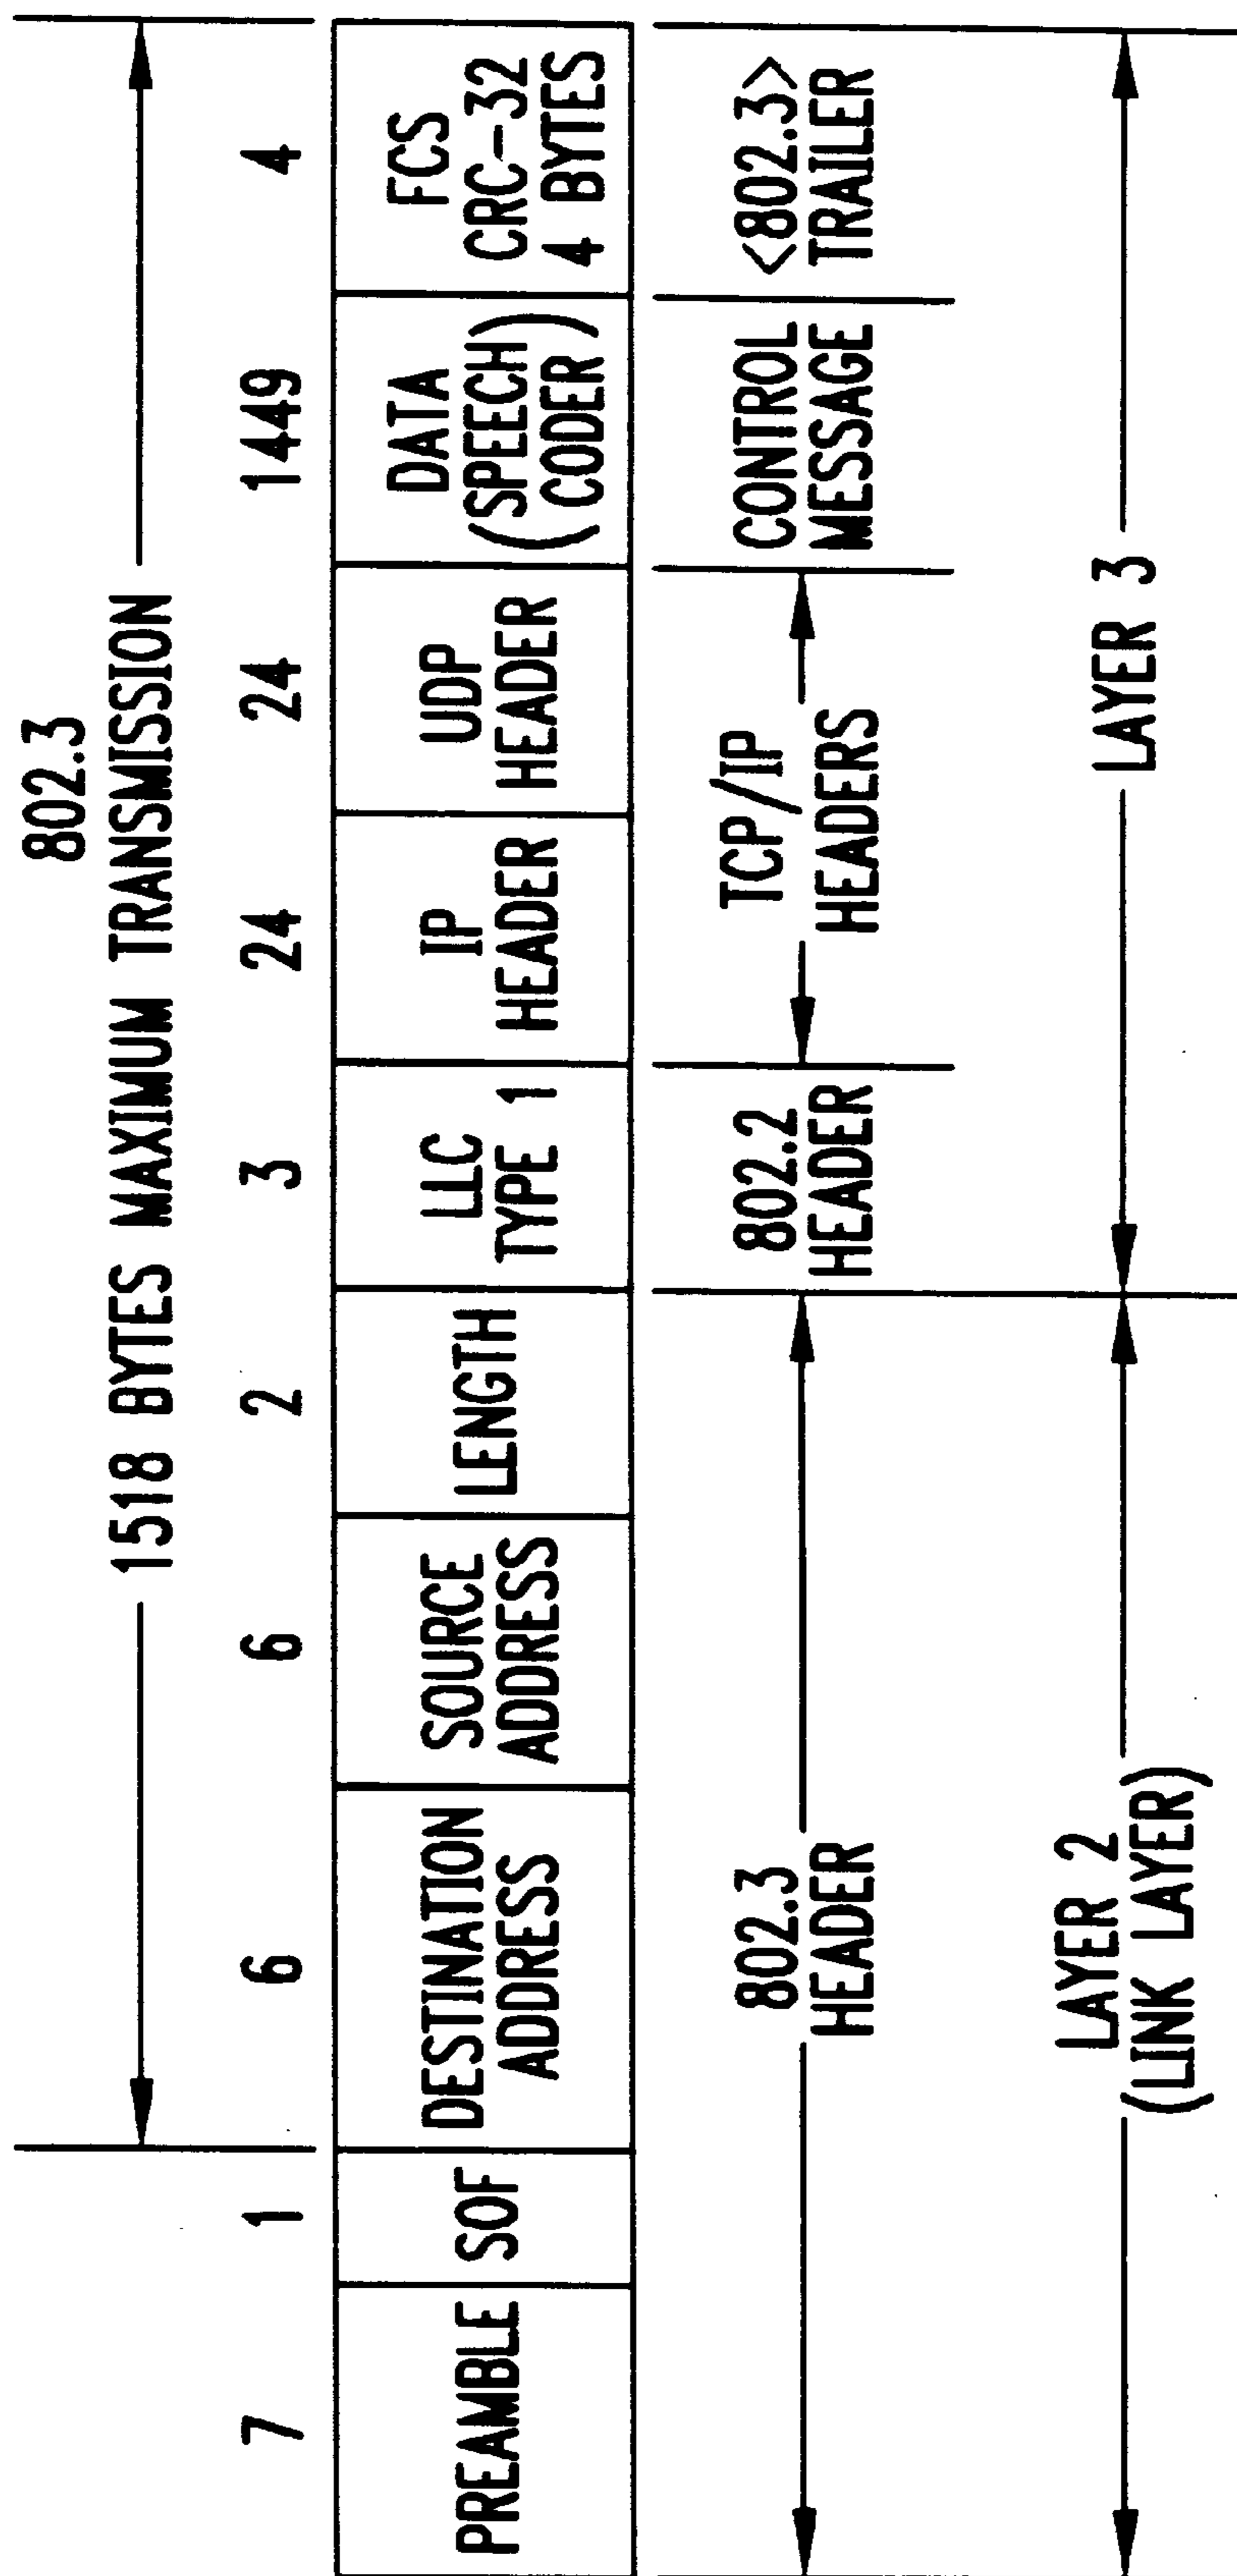 802.3
1518 BYTES MAXIMUM TRANSMISSION
7
1
6
6
2
3
24
24
1449
4
PREAMBLE
SOF
DESTINATION
ADDRESS
SOURCE
ADDRESS
LENGTH
LLC
TYPE 1
IP
HEADER
UDP
HEADER
DATA
(SPEECH)
(CODER)
FCS
CRC-32
4 BYTES
802.3
HEADER
802.2
HEADER
TCP/IP
HEADERS
CONTROL
MESSAGE
<802.3>
TRAILER
LAYER 2
(LINK LAYER)
LAYER 3